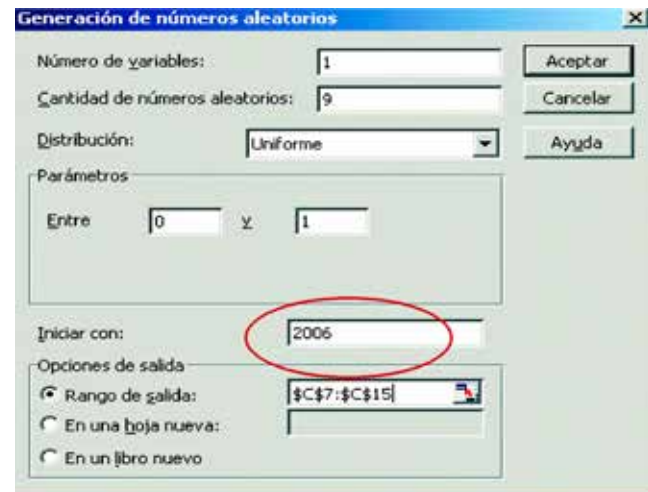 Generación de números aleatorios
Número de variables: 1 Aceptar
Cantidad de números aleatorios: 9 Cancelar
Distribución: Uniforme Ayuda
Parámetros
Entre 0 y 1
Iniciar con: 2006
Opciones de salida
Rango de salida: $C$7:$C$15
En una hoja nueva:
En un libro nuevo